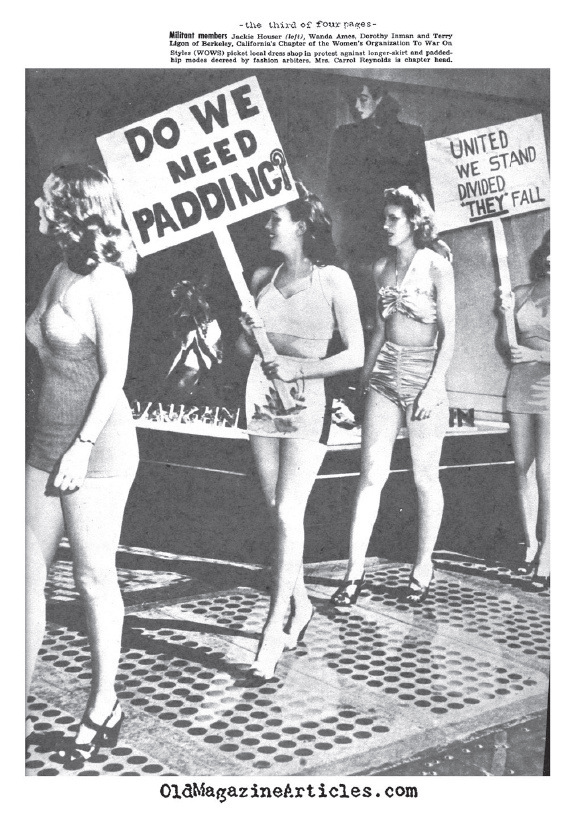 -the third of four pages-
Militant members Jackie Houser (left), Wanda Ames, Dorothy Inman and Terry
Ligon of Berkeley, California's Chapter of the Women's Organization To War On
Styles (WOWS) picket local dress shop in protest against longer-skirt and padded-
hip modes decreed by fashion arbiters. Mrs. Carrol Reynolds is chapter head.
DO WE
NEED
PADDING?
UNITED
WE STAND
DIVIDED
"THEY" FALL
OldMagazineArticles.com